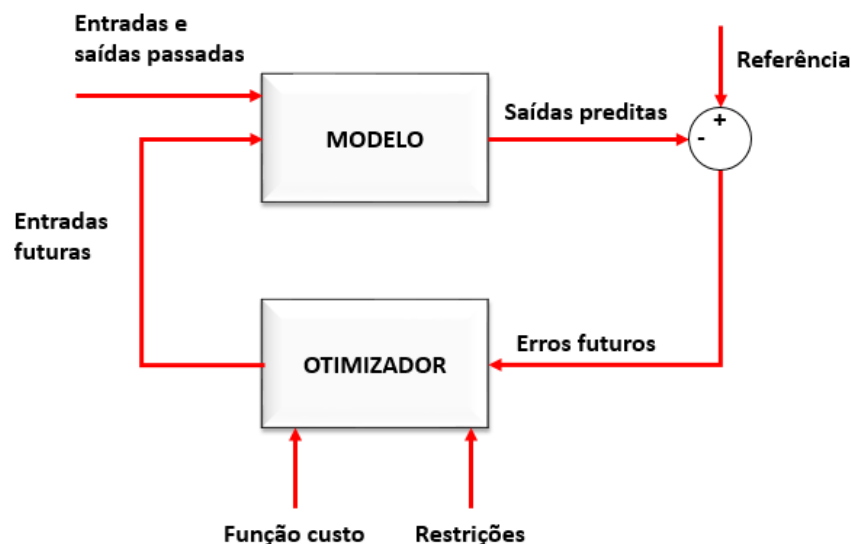 Entradas e
saídas passadas
Referência
+
-
MODELO
Saídas preditas
Entradas
futuras
Erros futuros
OTIMIZADOR
Função custo
Restrições